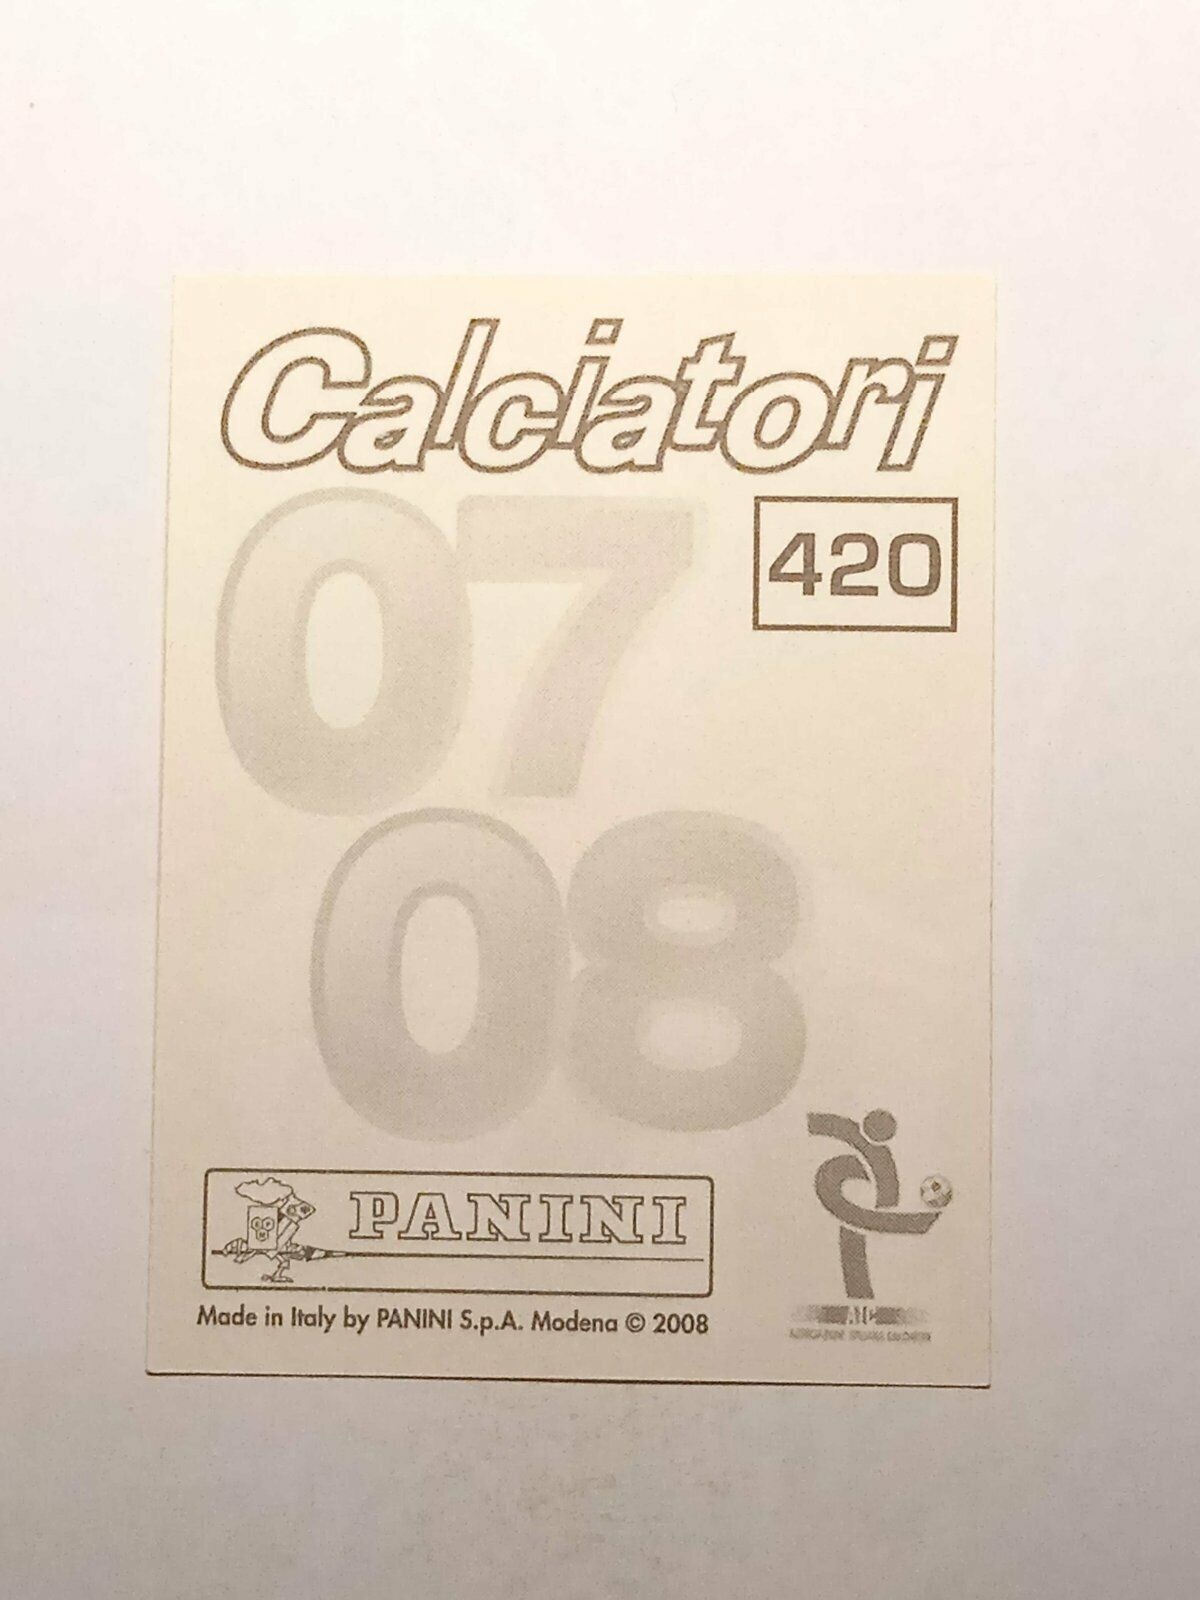 Calciatori
07
420
08
PANINI
Made in Italy by PANINI S.p.A. Modena © 2008